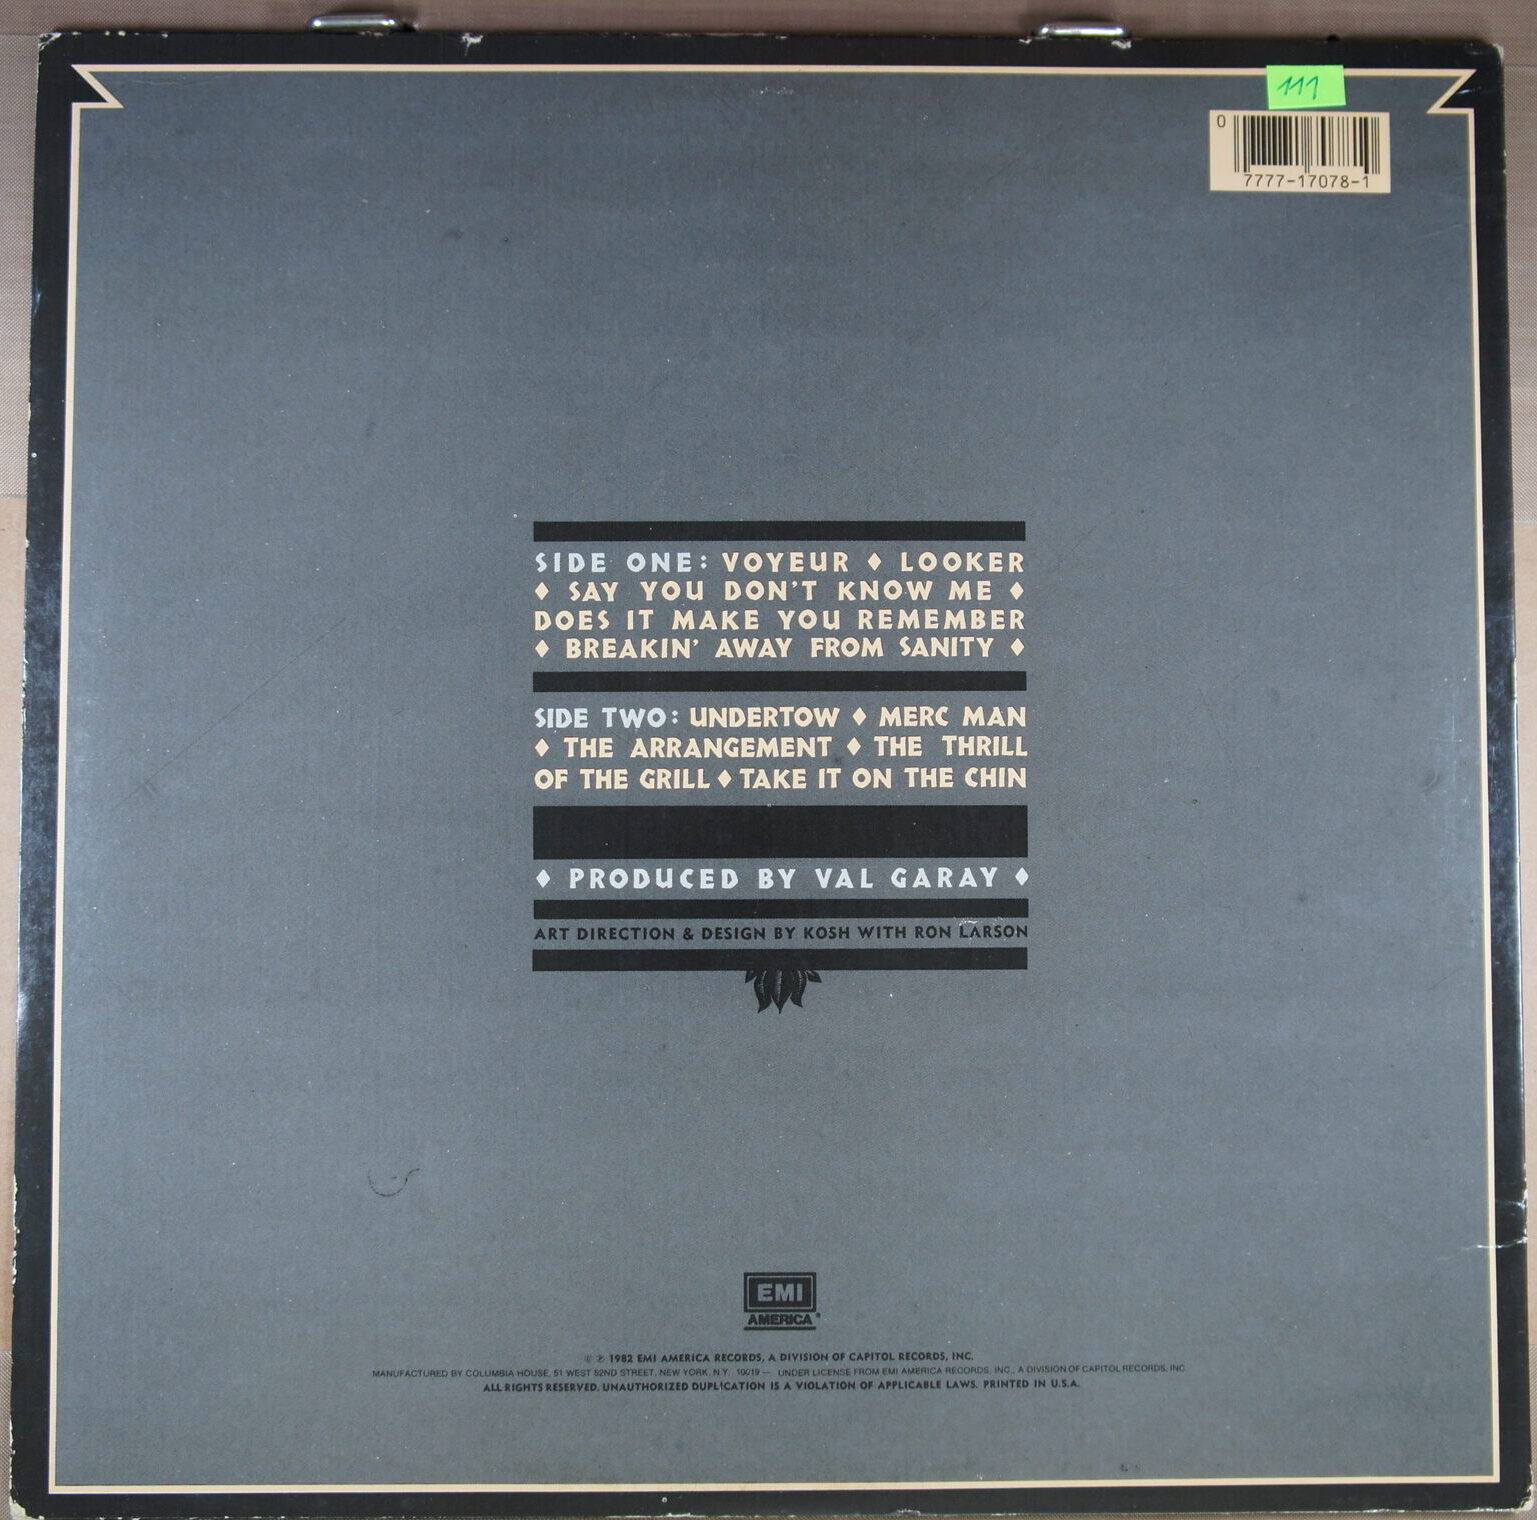 111
0
7777-17078-1
SIDE ONE: VOYEUR ♦ LOOKER
♦ SAY YOU DON'T KNOW ME ♦
DOES IT MAKE YOU REMEMBER
♦ BREAKIN' AWAY FROM SANITY ♦
SIDE TWO: UNDERTOW ♦ MERC MAN
♦ THE ARRANGEMENT ♦ THE THRILL
OF THE GRILL ♦ TAKE IT ON THE CHIN
♦ PRODUCED BY VAL GARAY ♦
ART DIRECTION & DESIGN BY KOSH WITH RON LARSON
EMI
AMERICA®
© ℗ 1982 EMI AMERICA RECORDS, A DIVISION OF CAPITOL RECORDS, INC.
MANUFACTURED BY COLUMBIA HOUSE, 51 WEST 52ND STREET, NEW YORK, N.Y. 10019 — UNDER LICENSE FROM EMI AMERICA RECORDS, INC., A DIVISION OF CAPITOL RECORDS, INC.
ALL RIGHTS RESERVED. UNAUTHORIZED DUPLICATION IS A VIOLATION OF APPLICABLE LAWS. PRINTED IN U.S.A.